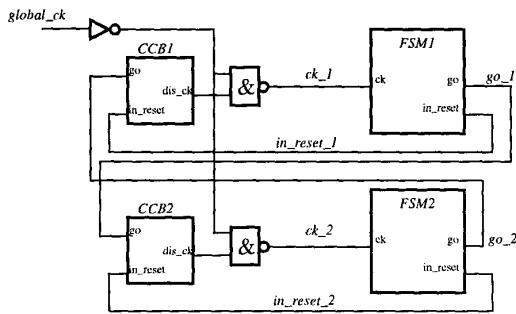 global_ck
CCB1
go
dis_ck
in_reset
&
ck_1
FSM1
ck
go
in_reset
go_1
in_reset_1
CCB2
go
dis_ck
in_reset
&
ck_2
FSM2
ck
go
in_reset
go_2
in_reset_2